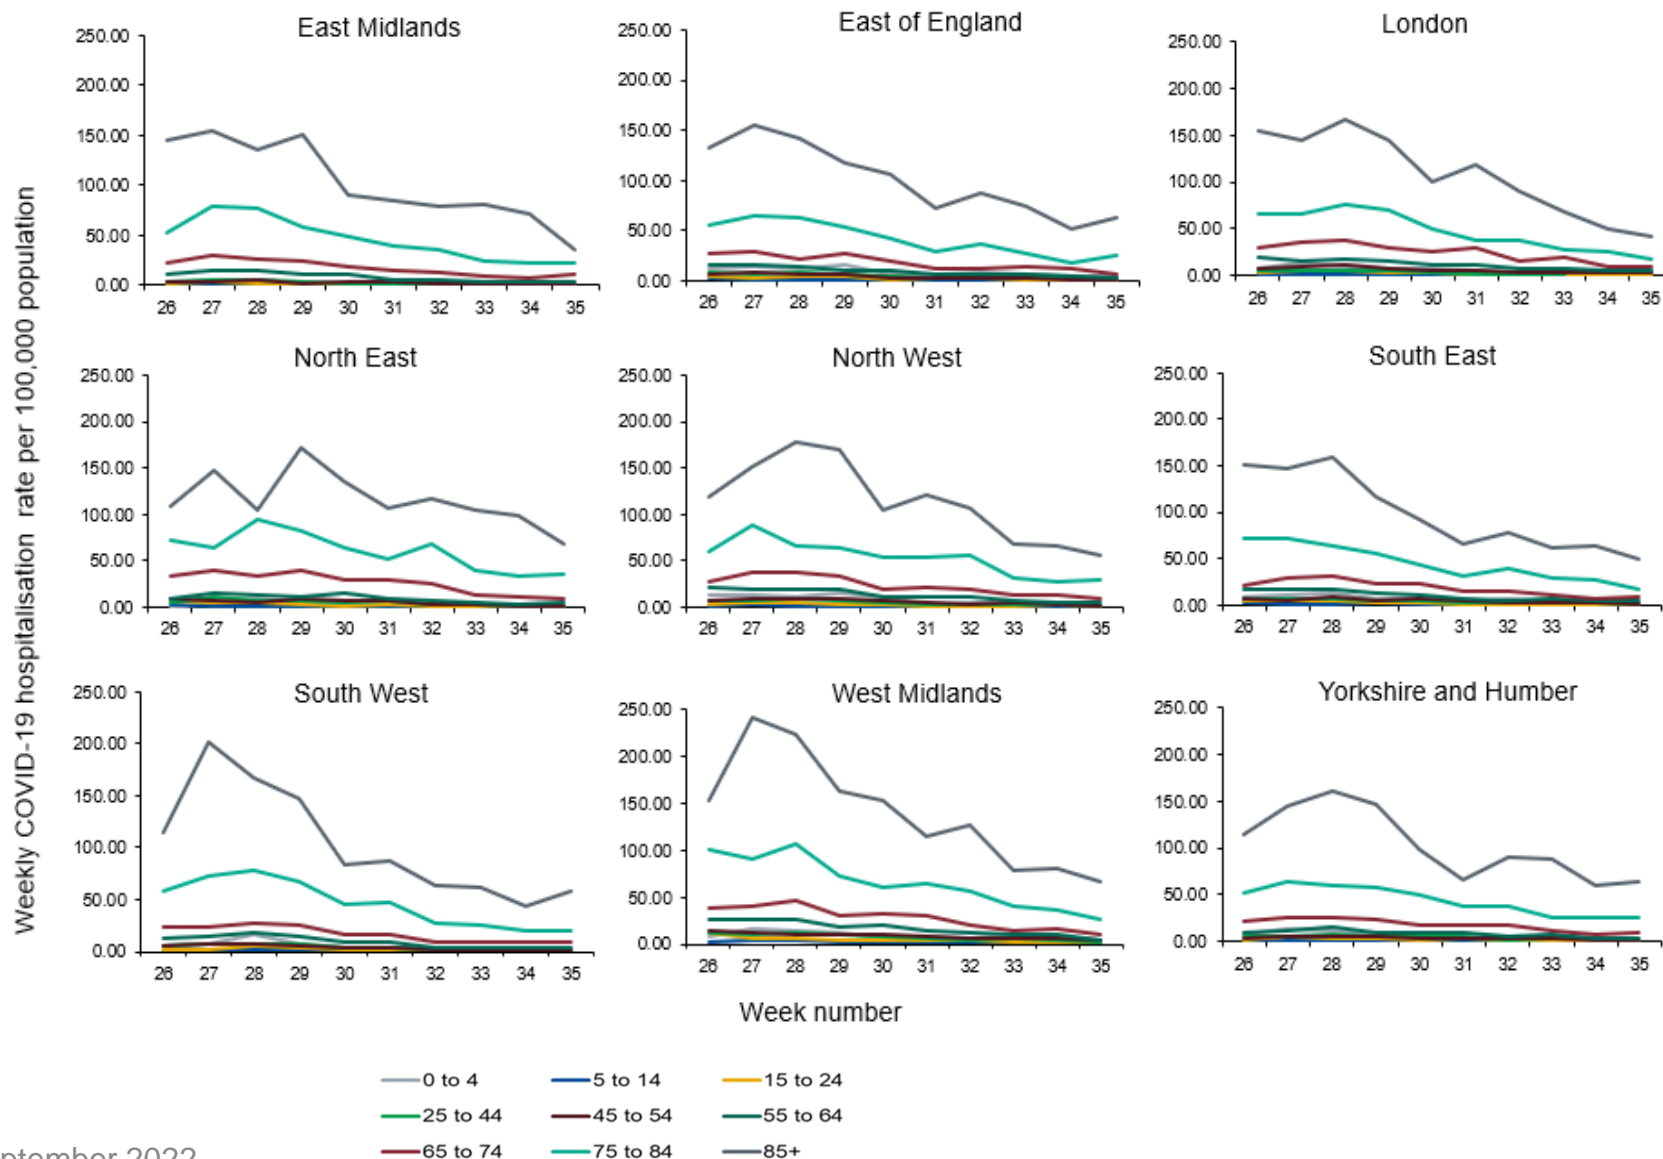 Weekly COVID-19 hospitalisation rate per 100,000 population
East Midlands
250.00
200.00
150.00
100.00
50.00
0.00
26 27 28 29 30 31 32 33 34 35
East of England
250.00
200.00
150.00
100.00
50.00
0.00
26 27 28 29 30 31 32 33 34 35
London
250.00
200.00
150.00
100.00
50.00
0.00
26 27 28 29 30 31 32 33 34 35
North East
250.00
200.00
150.00
100.00
50.00
0.00
26 27 28 29 30 31 32 33 34 35
North West
250.00
200.00
150.00
100.00
50.00
0.00
26 27 28 29 30 31 32 33 34 35
South East
250.00
200.00
150.00
100.00
50.00
0.00
26 27 28 29 30 31 32 33 34 35
South West
250.00
200.00
150.00
100.00
50.00
0.00
26 27 28 29 30 31 32 33 34 35
West Midlands
250.00
200.00
150.00
100.00
50.00
0.00
26 27 28 29 30 31 32 33 34 35
Yorkshire and Humber
250.00
200.00
150.00
100.00
50.00
0.00
26 27 28 29 30 31 32 33 34 35
Week number
0 to 4 5 to 14 15 to 24
25 to 44 45 to 54 55 to 64
65 to 74 75 to 84 85+
ptember 2022